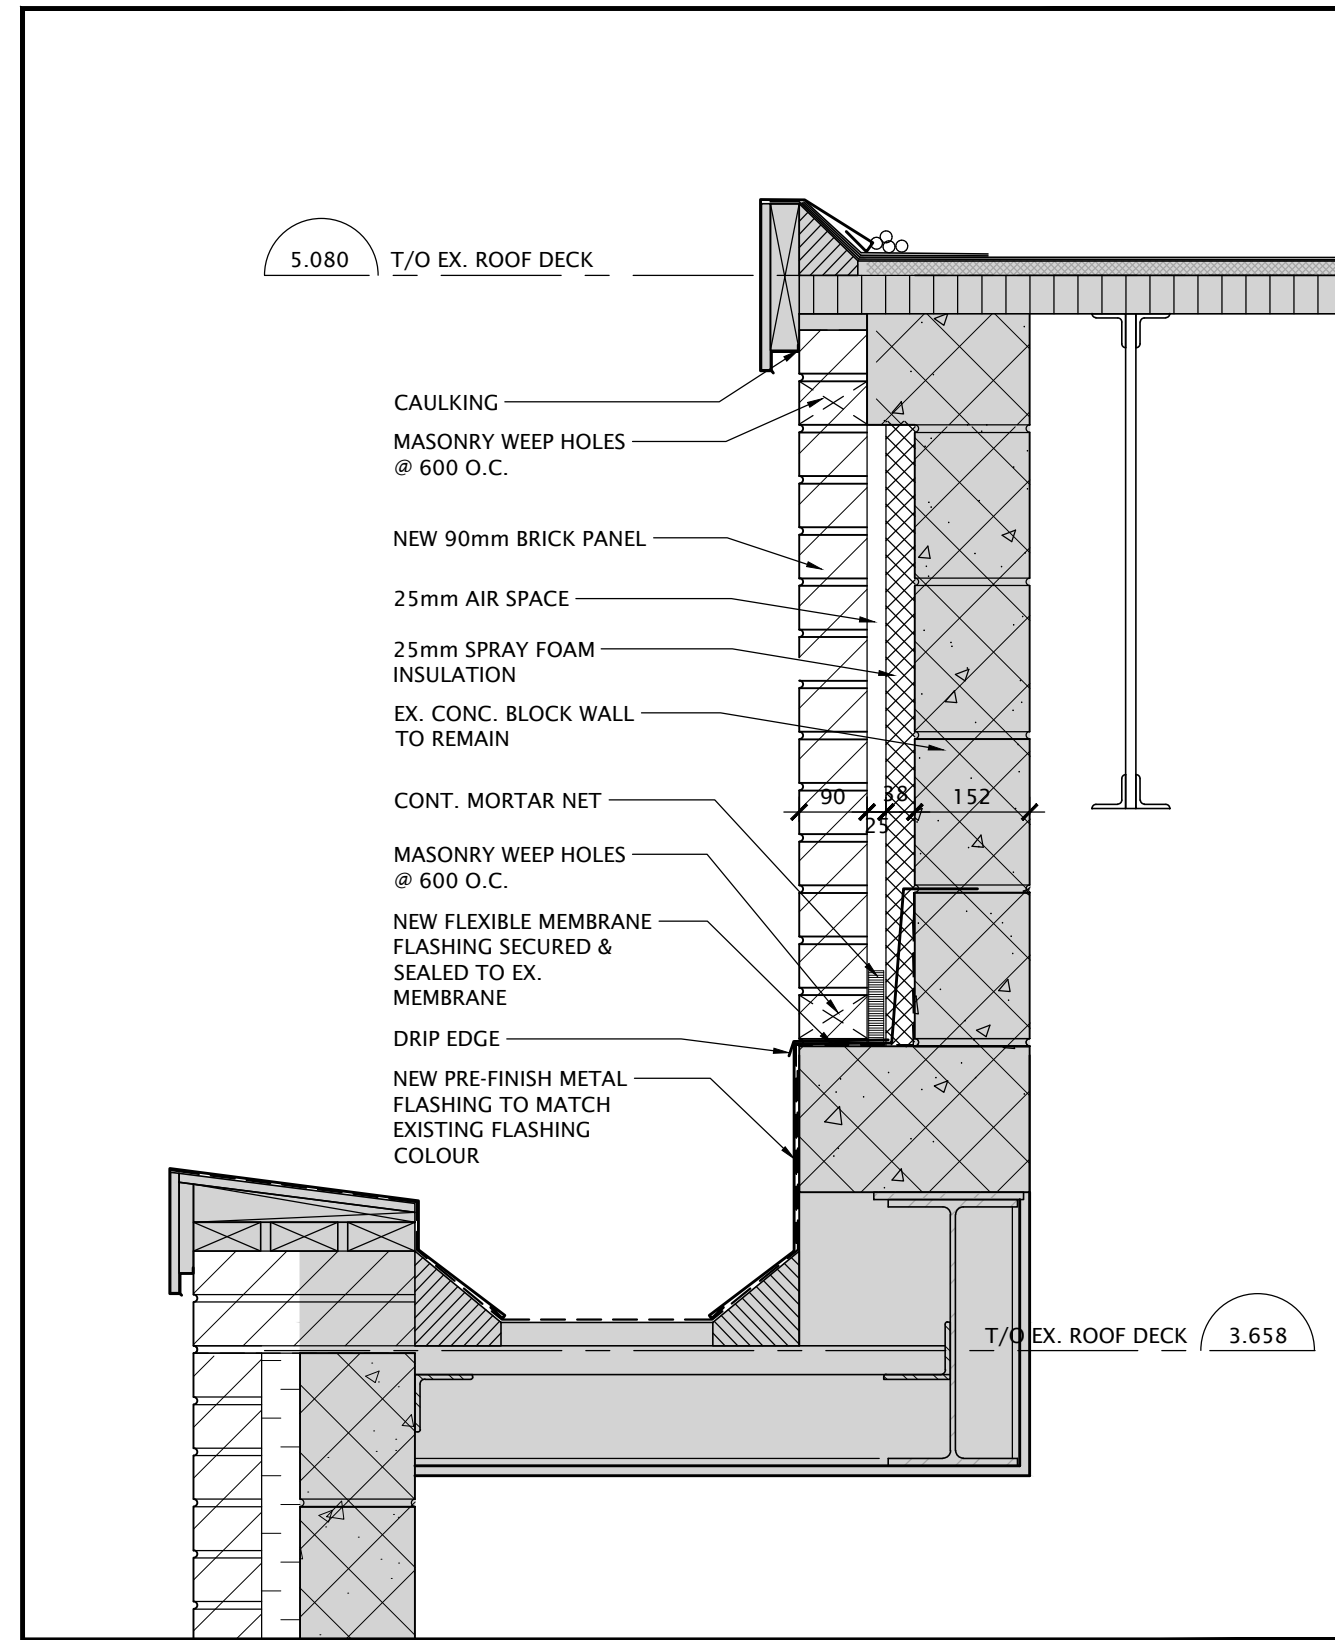 5.080 T/O EX. ROOF DECK
CAULKING
MASONRY WEEP HOLES
@ 600 O.C.
NEW 90mm BRICK PANEL
25mm AIR SPACE
25mm SPRAY FOAM
INSULATION
EX. CONC. BLOCK WALL
TO REMAIN
CONT. MORTAR NET
90 25 38 152
MASONRY WEEP HOLES
@ 600 O.C.
NEW FLEXIBLE MEMBRANE
FLASHING SECURED &
SEALED TO EX.
MEMBRANE
DRIP EDGE
NEW PRE-FINISH METAL
FLASHING TO MATCH
EXISTING FLASHING
COLOUR
T/O EX. ROOF DECK 3.658